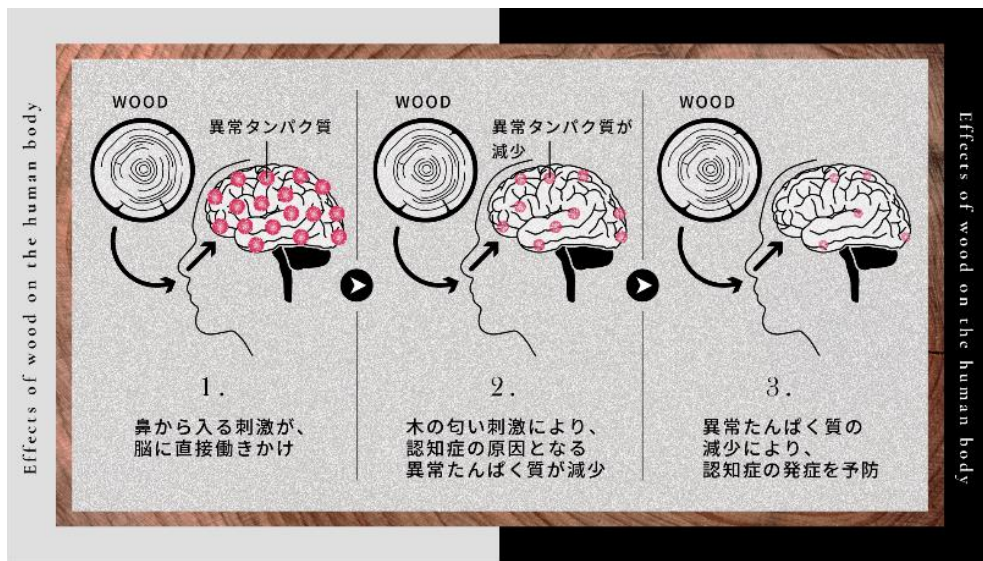 Effects of wood on the human body
WOOD
異常タンパク質
1.
鼻から入る刺激が、
脳に直接働きかけ
WOOD
異常タンパク質が
減少
2.
木の匂い刺激により、
認知症の原因となる
異常たんぱく質が減少
WOOD
3.
異常たんぱく質の
減少により、
認知症の発症を予防
Effects of wood on the human body